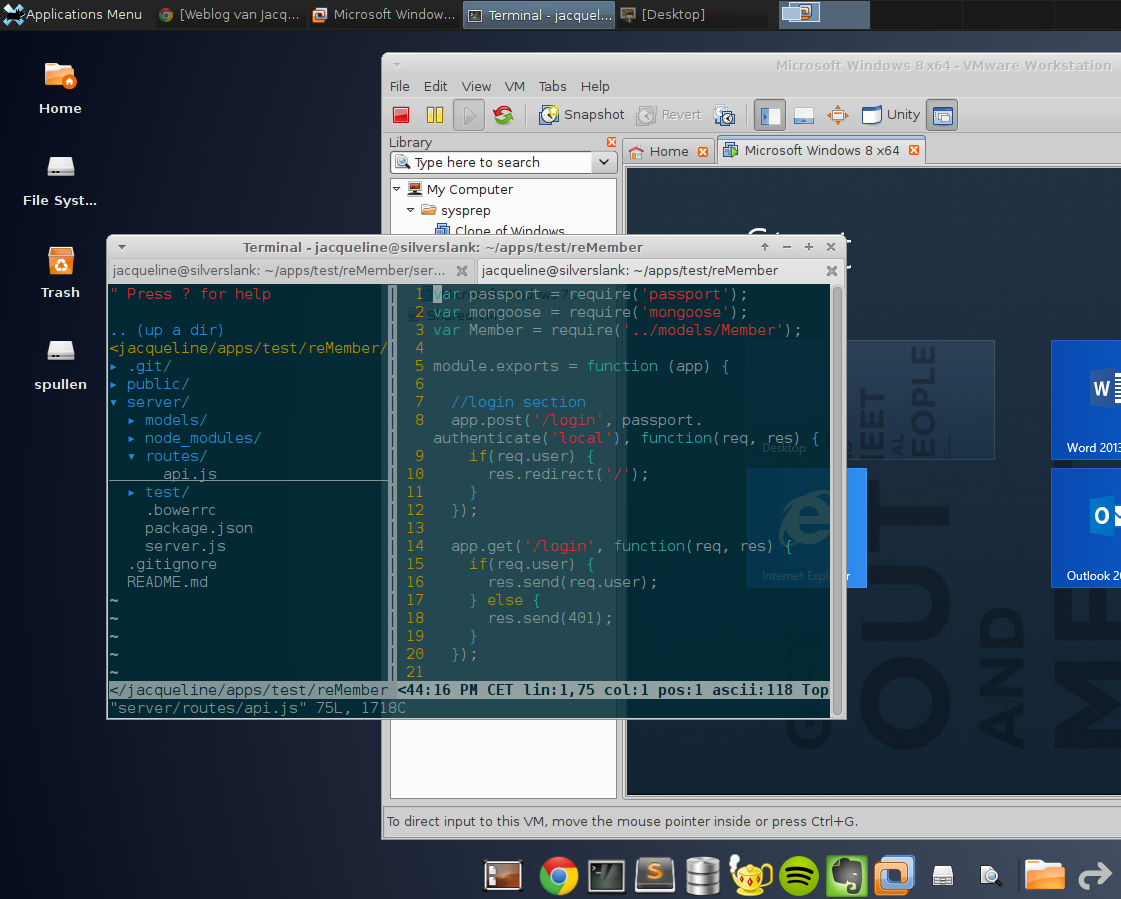 Applications Menu
[Weblog van Jacq...
Microsoft Window...
Terminal - jacquel...
[Desktop]
Home
File Syst...
Trash
spullen
Microsoft Windows 8 x64 - VMware Workstation
File Edit View VM Tabs Help
Snapshot Revert Unity
Library
Type here to search
Home
Microsoft Windows 8 x64
My Computer
sysprep
Clone of Windows
Terminal - jacqueline@silverslank: ~/apps/test/reMember
jacqueline@silverslank: ~/apps/test/reMember/ser...
jacqueline@silverslank: ~/apps/test/reMember
" Press ? for help
.. (up a dir)
<jacqueline/apps/test/reMember/
▸ .git/
▸ public/
▾ server/
▸ models/
▸ node_modules/
▾ routes/
api.js
▸ test/
.bowerrc
package.json
server.js
.gitignore
README.md
~
~
~
~
~
</jacqueline/apps/test/reMember
1 var passport = require('passport');
2 var mongoose = require('mongoose');
3 var Member = require('../models/Member');
4
5 module.exports = function (app) {
6
7 //login section
8 app.post('/login', passport.
authenticate('local'), function(req, res) {
9 if(req.user) {
10 res.redirect('/');
11 }
12 });
13
14 app.get('/login', function(req, res) {
15 if(req.user) {
16 res.send(req.user);
17 } else {
18 res.send(401);
19 }
20 });
21
<44:16 PM CET lin:1,75 col:1 pos:1 ascii:118 Top
"server/routes/api.js" 75L, 1718C
Desktop
Internet Explorer
Word 2013
Outlook 20
OUT
AND
ME
EOPLE
To direct input to this VM, move the mouse pointer inside or press Ctrl+G.